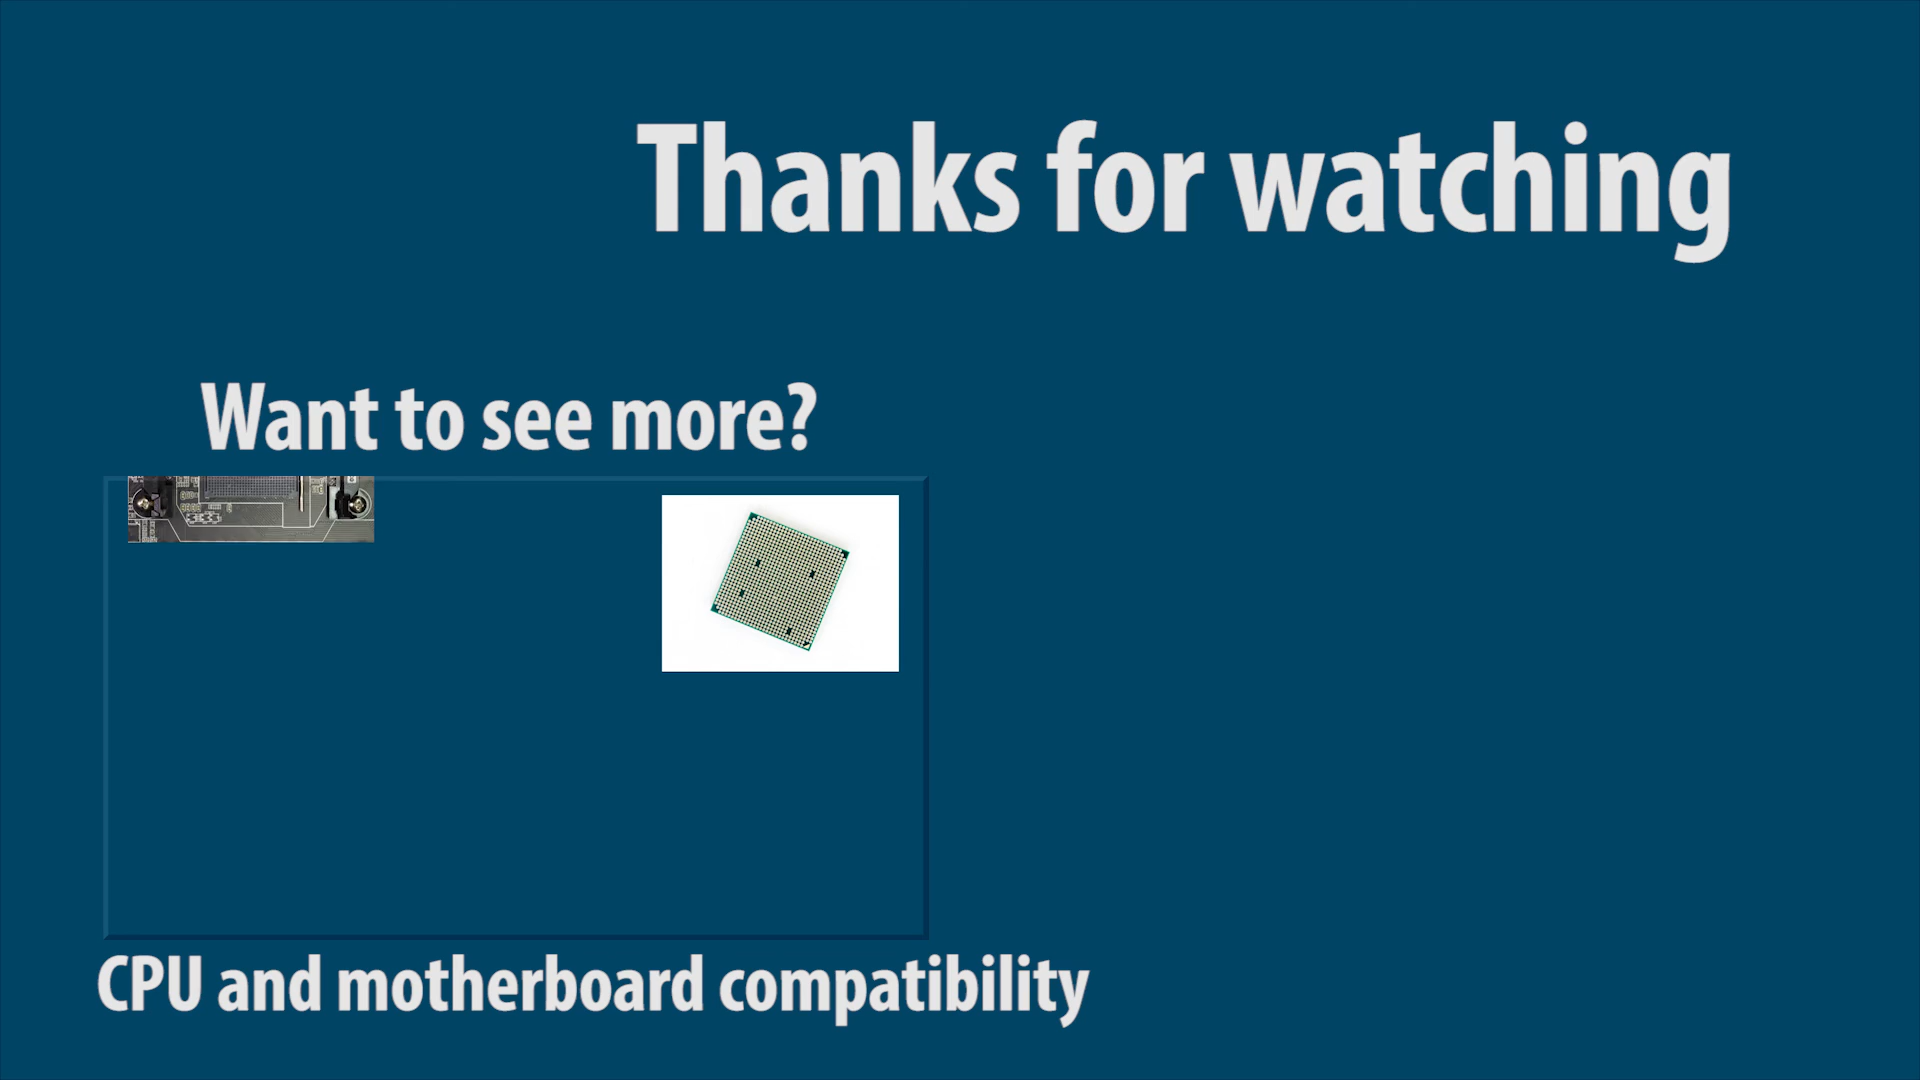 Thanks for watching
Want to see more?
CPU and motherboard compatibility